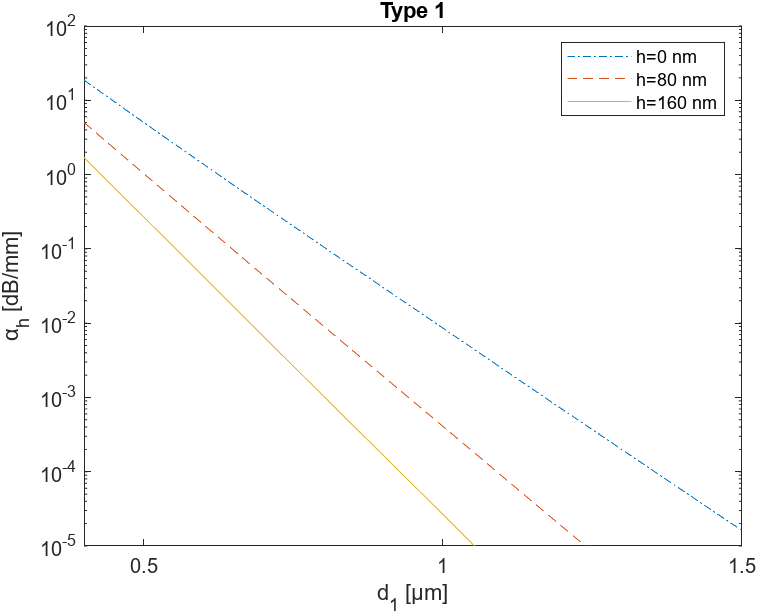 Type 1
h=0 nm
h=80 nm
h=160 nm
10^2
10^1
10^0
10^-1
10^-2
10^-3
10^-4
10^-5
α_h [dB/mm]
0.5
1
1.5
d_1 [μm]